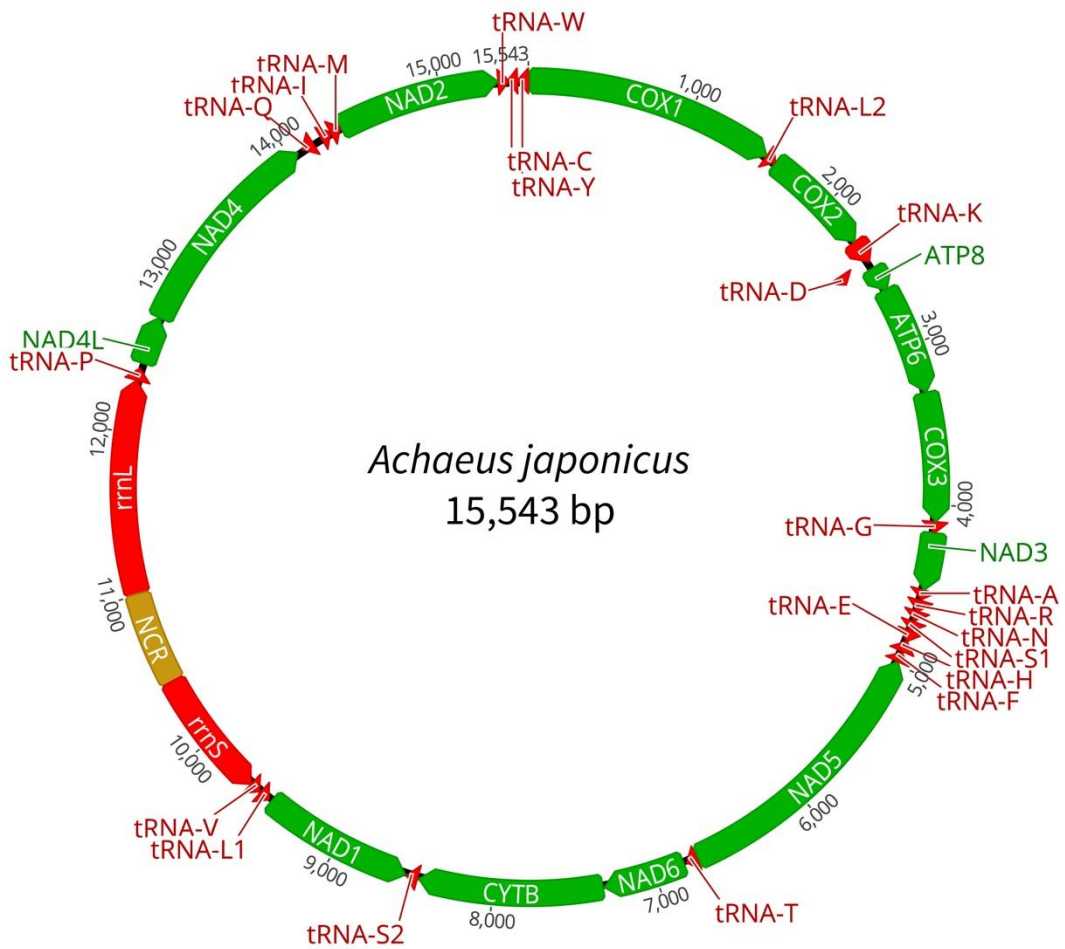 tRNA-W
15,543
COX1
1,000
tRNA-L2
COX2
2,000
tRNA-K
ATP8
tRNA-D
ATP6
3,000
COX3
4,000
tRNA-G
NAD3
tRNA-A
tRNA-R
tRNA-N
tRNA-S1
tRNA-H
tRNA-F
tRNA-E
5,000
NAD5
6,000
tRNA-T
NAD6
7,000
CYTB
8,000
tRNA-S2
NAD1
9,000
tRNA-L1
tRNA-V
rrnS
10,000
NCR
11,000
rrnL
12,000
tRNA-P
NAD4L
13,000
NAD4
14,000
tRNA-Q
tRNA-I
tRNA-M
NAD2
15,000
tRNA-C
tRNA-Y
Achaeus japonicus
15,543 bp